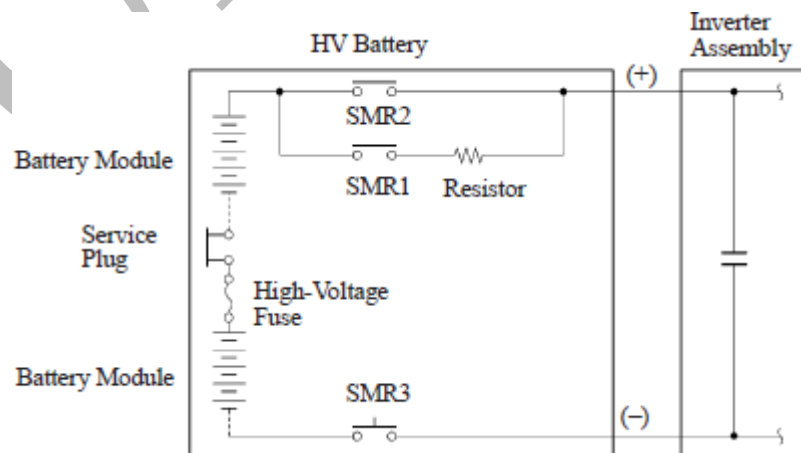 Inverter
Assembly
HV Battery
(+)
SMR2
Battery Module
SMR1
Resistor
Service
Plug
High-Voltage
Fuse
Battery Module
SMR3
(−)